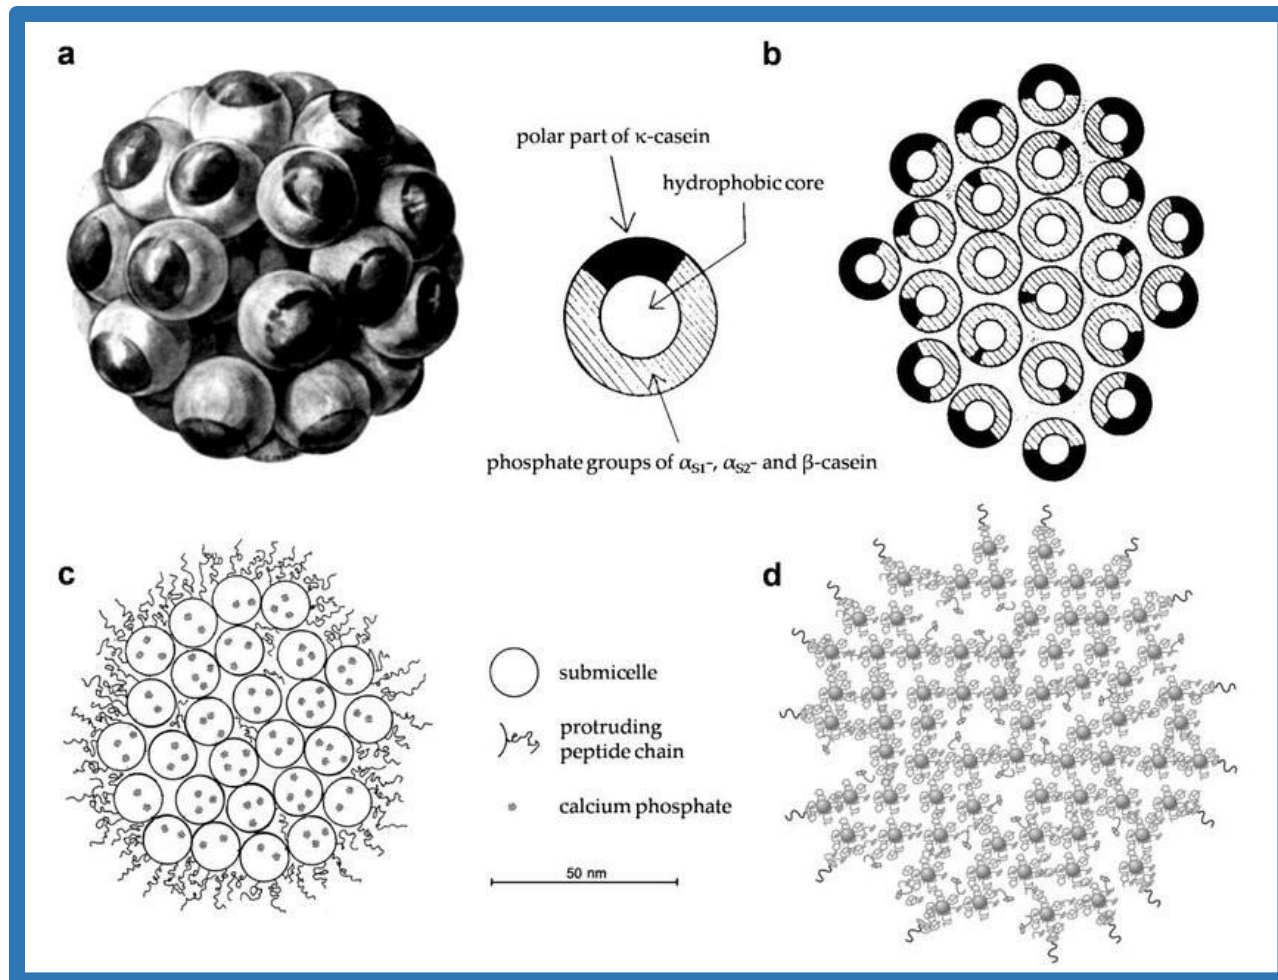 a
b
polar part of κ-casein
hydrophobic core
phosphate groups of αS1-, αS2- and β-casein
c
d
submicelle
protruding
peptide chain
calcium phosphate
50 nm